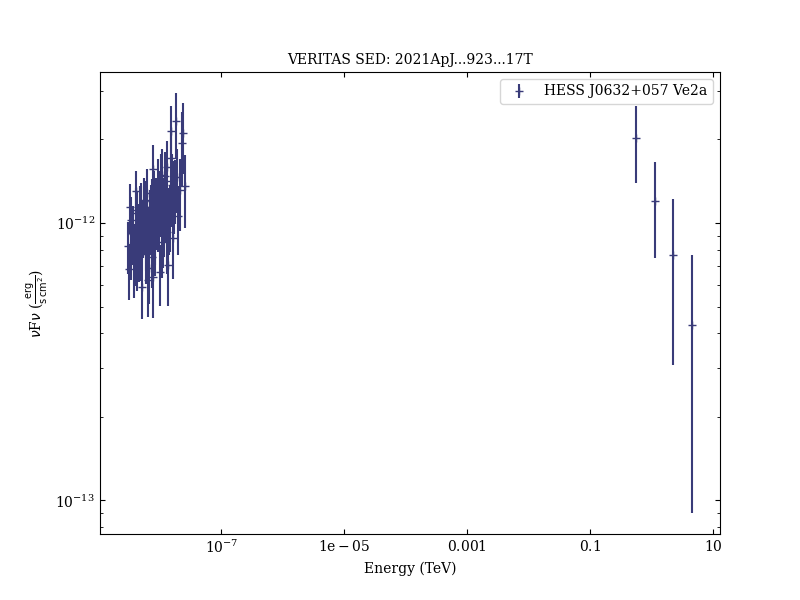 VERITAS SED: 2021ApJ...923...17T
HESS J0632+057 Ve2a
νFν (erg / s cm²)
10⁻¹²
10⁻¹³
10⁻⁷ 1e−05 0.001 0.1 10
Energy (TeV)